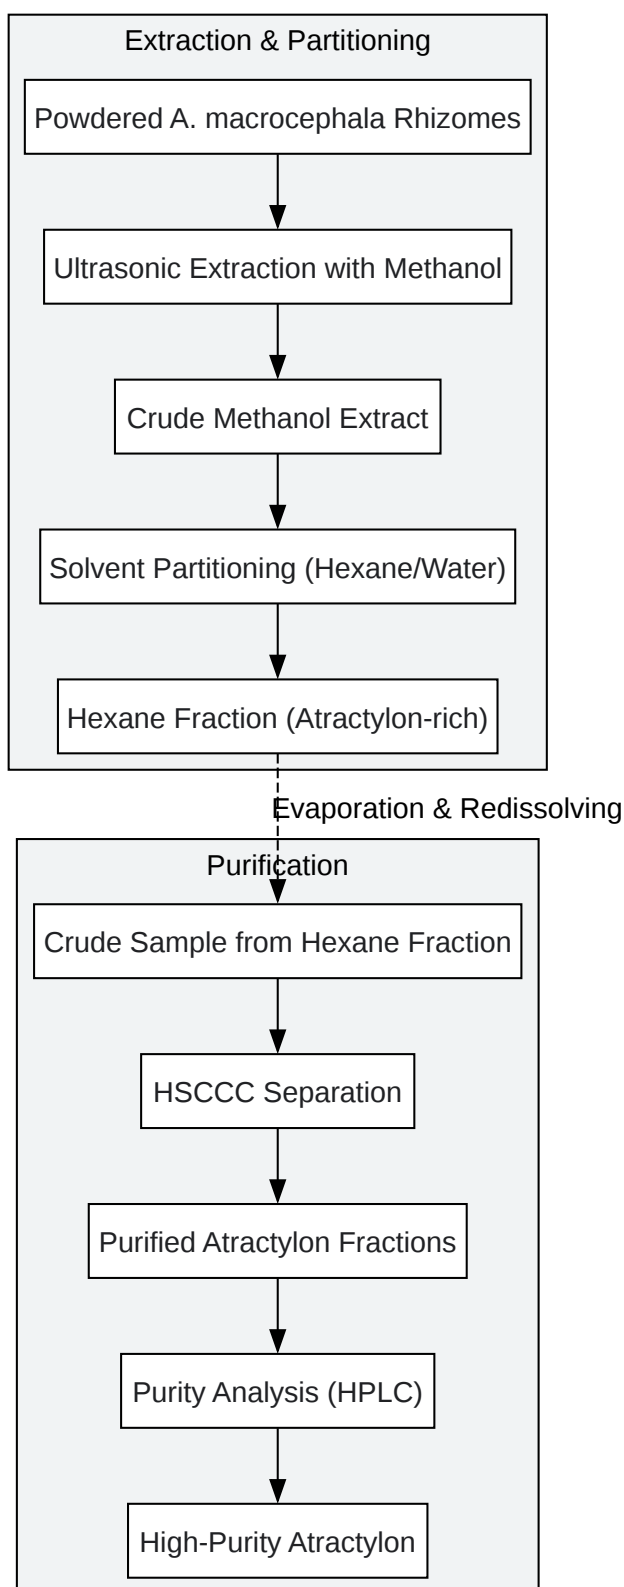 Extraction & Partitioning
Powdered A. macrocephala Rhizomes
Ultrasonic Extraction with Methanol
Crude Methanol Extract
Solvent Partitioning (Hexane/Water)
Hexane Fraction (Atractylon-rich)
Evaporation & Redissolving
Purification
Crude Sample from Hexane Fraction
HSCCC Separation
Purified Atractylon Fractions
Purity Analysis (HPLC)
High-Purity Atractylon